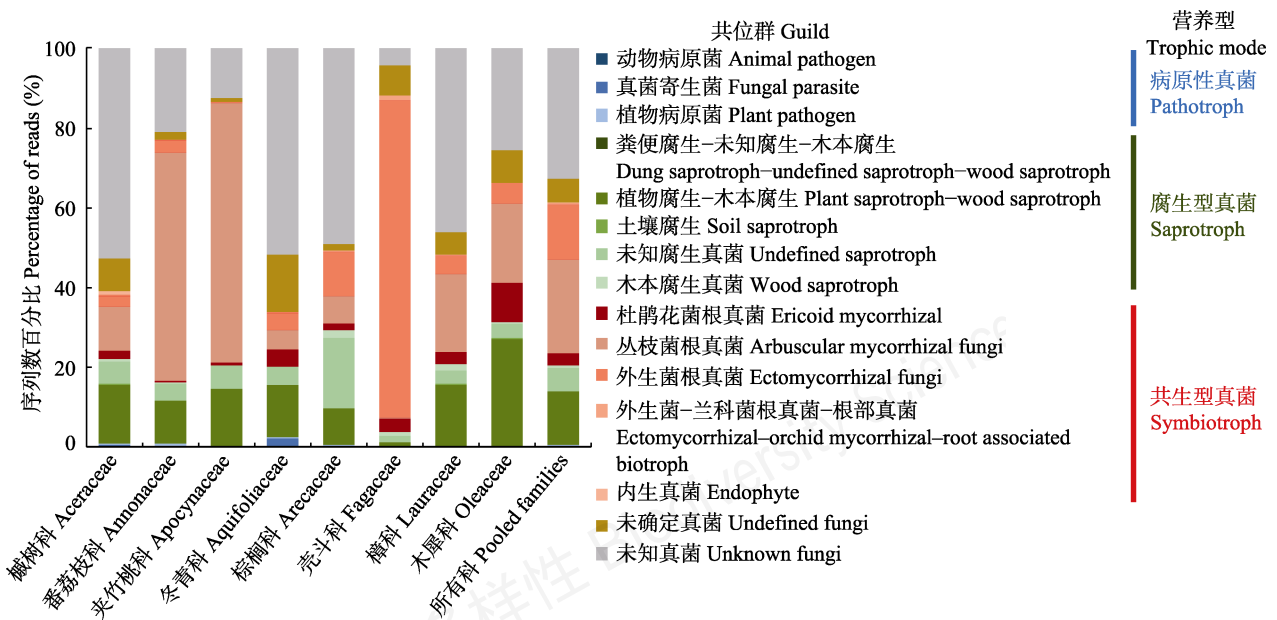 序列数百分比 Percentage of reads (%)
100
80
60
40
20
0
槭树科 Aceraceae
番荔枝科 Annonaceae
夹竹桃科 Apocynaceae
冬青科 Aquifoliaceae
棕榈科 Arecaceae
壳斗科 Fagaceae
樟科 Lauraceae
木犀科 Oleaceae
所有科 Pooled families
共位群 Guild
动物病原菌 Animal pathogen
真菌寄生菌 Fungal parasite
植物病原菌 Plant pathogen
粪便腐生−未知腐生−木本腐生
Dung saprotroph−undefined saprotroph−wood saprotroph
植物腐生−木本腐生 Plant saprotroph−wood saprotroph
土壤腐生 Soil saprotroph
未知腐生真菌 Undefined saprotroph
木本腐生真菌 Wood saprotroph
杜鹃花菌根真菌 Ericoid mycorrhizal
丛枝菌根真菌 Arbuscular mycorrhizal fungi
外生菌根真菌 Ectomycorrhizal fungi
外生菌−兰科菌根真菌−根部真菌
Ectomycorrhizal–orchid mycorrhizal–root associated
biotroph
内生真菌 Endophyte
未确定真菌 Undefined fungi
未知真菌 Unknown fungi
营养型
Trophic mode
病原性真菌
Pathotroph
腐生型真菌
Saprotroph
共生型真菌
Symbiotroph
多样性 Biodiversity Science